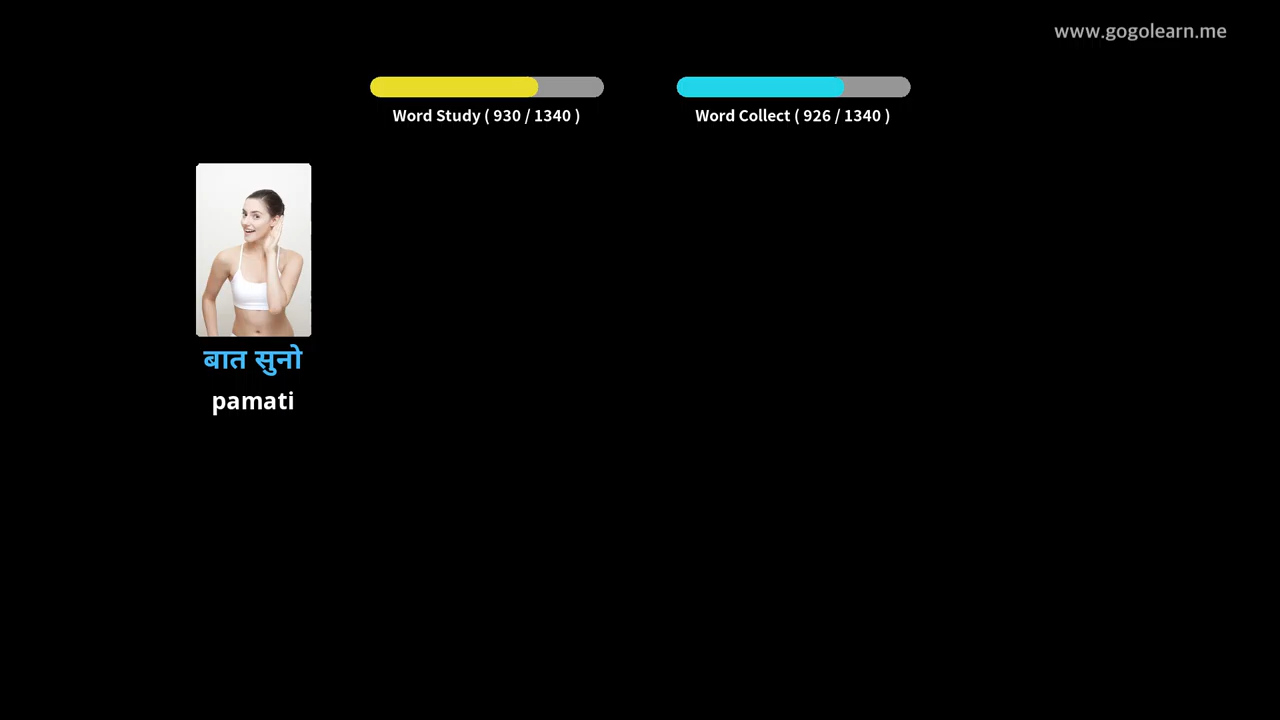 www.gogolearn.me
Word Study ( 930 / 1340 )
Word Collect ( 926 / 1340 )
बात सुनो
pamati